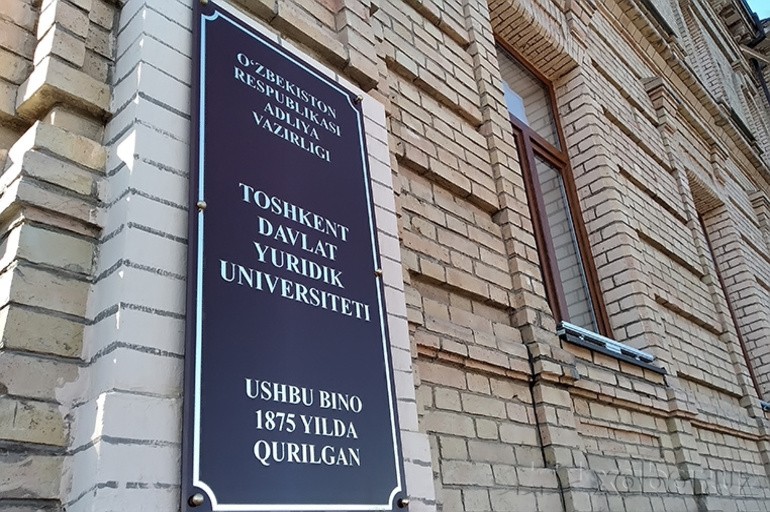 O‘ZBEKISTON
RESPUBLIKASI
ADLIYA
VAZIRLIGI
TOSHKENT
DAVLAT
YURIDIK
UNIVERSITETI
USHBU BINO
1875 YILDA
QURILGAN